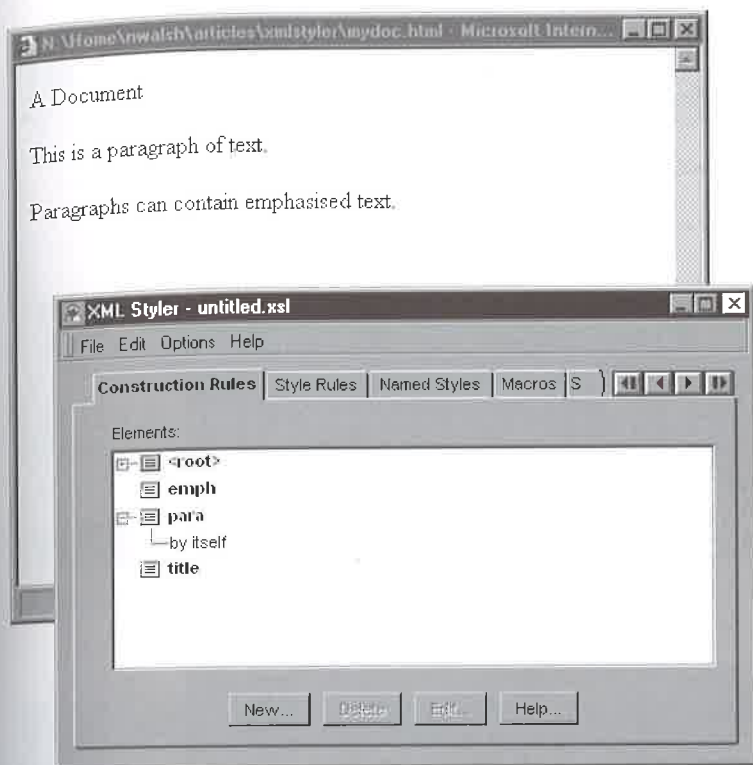 N:\Home\nwalsh\articles\xmlstyler\mydoc.html - Microsoft Intern...
A Document
This is a paragraph of text.
Paragraphs can contain emphasised text.
XML Styler - untitled.xsl
File Edit Options Help
Construction Rules Style Rules Named Styles Macros S
Elements:
<root>
emph
para
by itself
title
New... Delete Edit... Help...